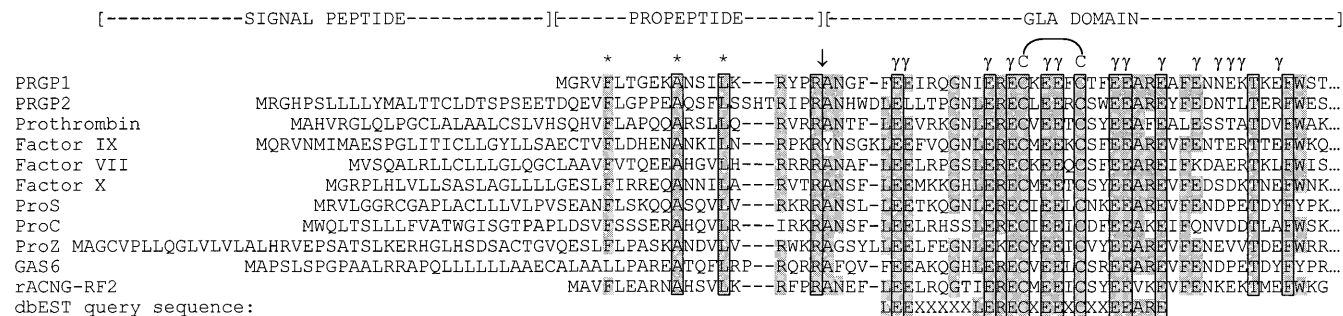 [------------SIGNAL PEPTIDE------------][-----PROPEPTIDE-----][----------------GLA DOMAIN-----------------]
* * * ↓ γγ γ γC γγ C γγ γ γ γγγ γ
PRGP1 MGRVFLTGEKANSILK---RYPRANGF-FEEIRQGNIERECKEEFCTFEEAREAFENNEKTKEFWST…
PRGP2 MRGHPSLLLLYMALTTCLDTSPSEETDQEVFLGPPEAQSFLSSHTRIPRANHWDLELLTPGNLERECLEERCSWEEAREYFEDNTLTERFWES…
Prothrombin MAHVRGLQLPGCLALAALCSLVHSQHVFLAPQQARSLLQ---RVRRANTF-LEEVRKGNLERECVEETCSYEEAFEALESSTATDVFWAK…
Factor IX MQRVNMIMAESPGLITICLLGYLLSAECTVFLDHENANKILN---RPKRYNSGKLEEFVQGNLERECMEEKCSFEEAREVFENTERTTEFWKQ…
Factor VII MVSQALRLLCLLLGLQGCLAAVFVTQEEAHGVLH---RRRRANAF-LEELRPGSLERECKEEQCSFEEAREIFKDAERTKLFWIS…
Factor X MGRPLHLVLLSASLAGLLLLGESLFIRREQANNILA---RVTRANSF-LEEMKKGHLERECMEETCSYEEAREVFEDSDKTNEFWNK…
ProS MRVLGGRCGAPLACLLLVLPVSEANFLSKQQASQVLV---RKRRANSL-LEETKQGNLERECIEELCNKEEAREVFENDPETDYFYPK…
ProC MWQLTSLLLFVATWGISGTPAPLDSVFSSSERAHQVLR---IRKRANSF-LEELRHSSLERECIEEICDFEEAKEIFQNVDDTLAFWSK…
ProZ MAGCVPLLQGLVLVLALHRVEPSATSLKERHGLHSDSACTGVQESLFLPASKANDVLV---RWKRAGSYLLEELFEGNLEKECYEEICVYEEAREVFENEVVTDEFWRR…
GAS6 MAPSLSPGPAALRRAPQLLLLLLAAECALAALLPAREATQFLRP--RQRRAFQV-FEEAKQGHLERECVEELCSREEAREVFENDPETDYFYPR…
rACNG-RF2 MAVFLEARNAHSVLK---RFPRANEF-LEELRQGTIERECMEEICSYEEVKEVFENKEKTMEFWKG
dbEST query sequence: LEEXXXXXLERECXEEXCXXEEARE